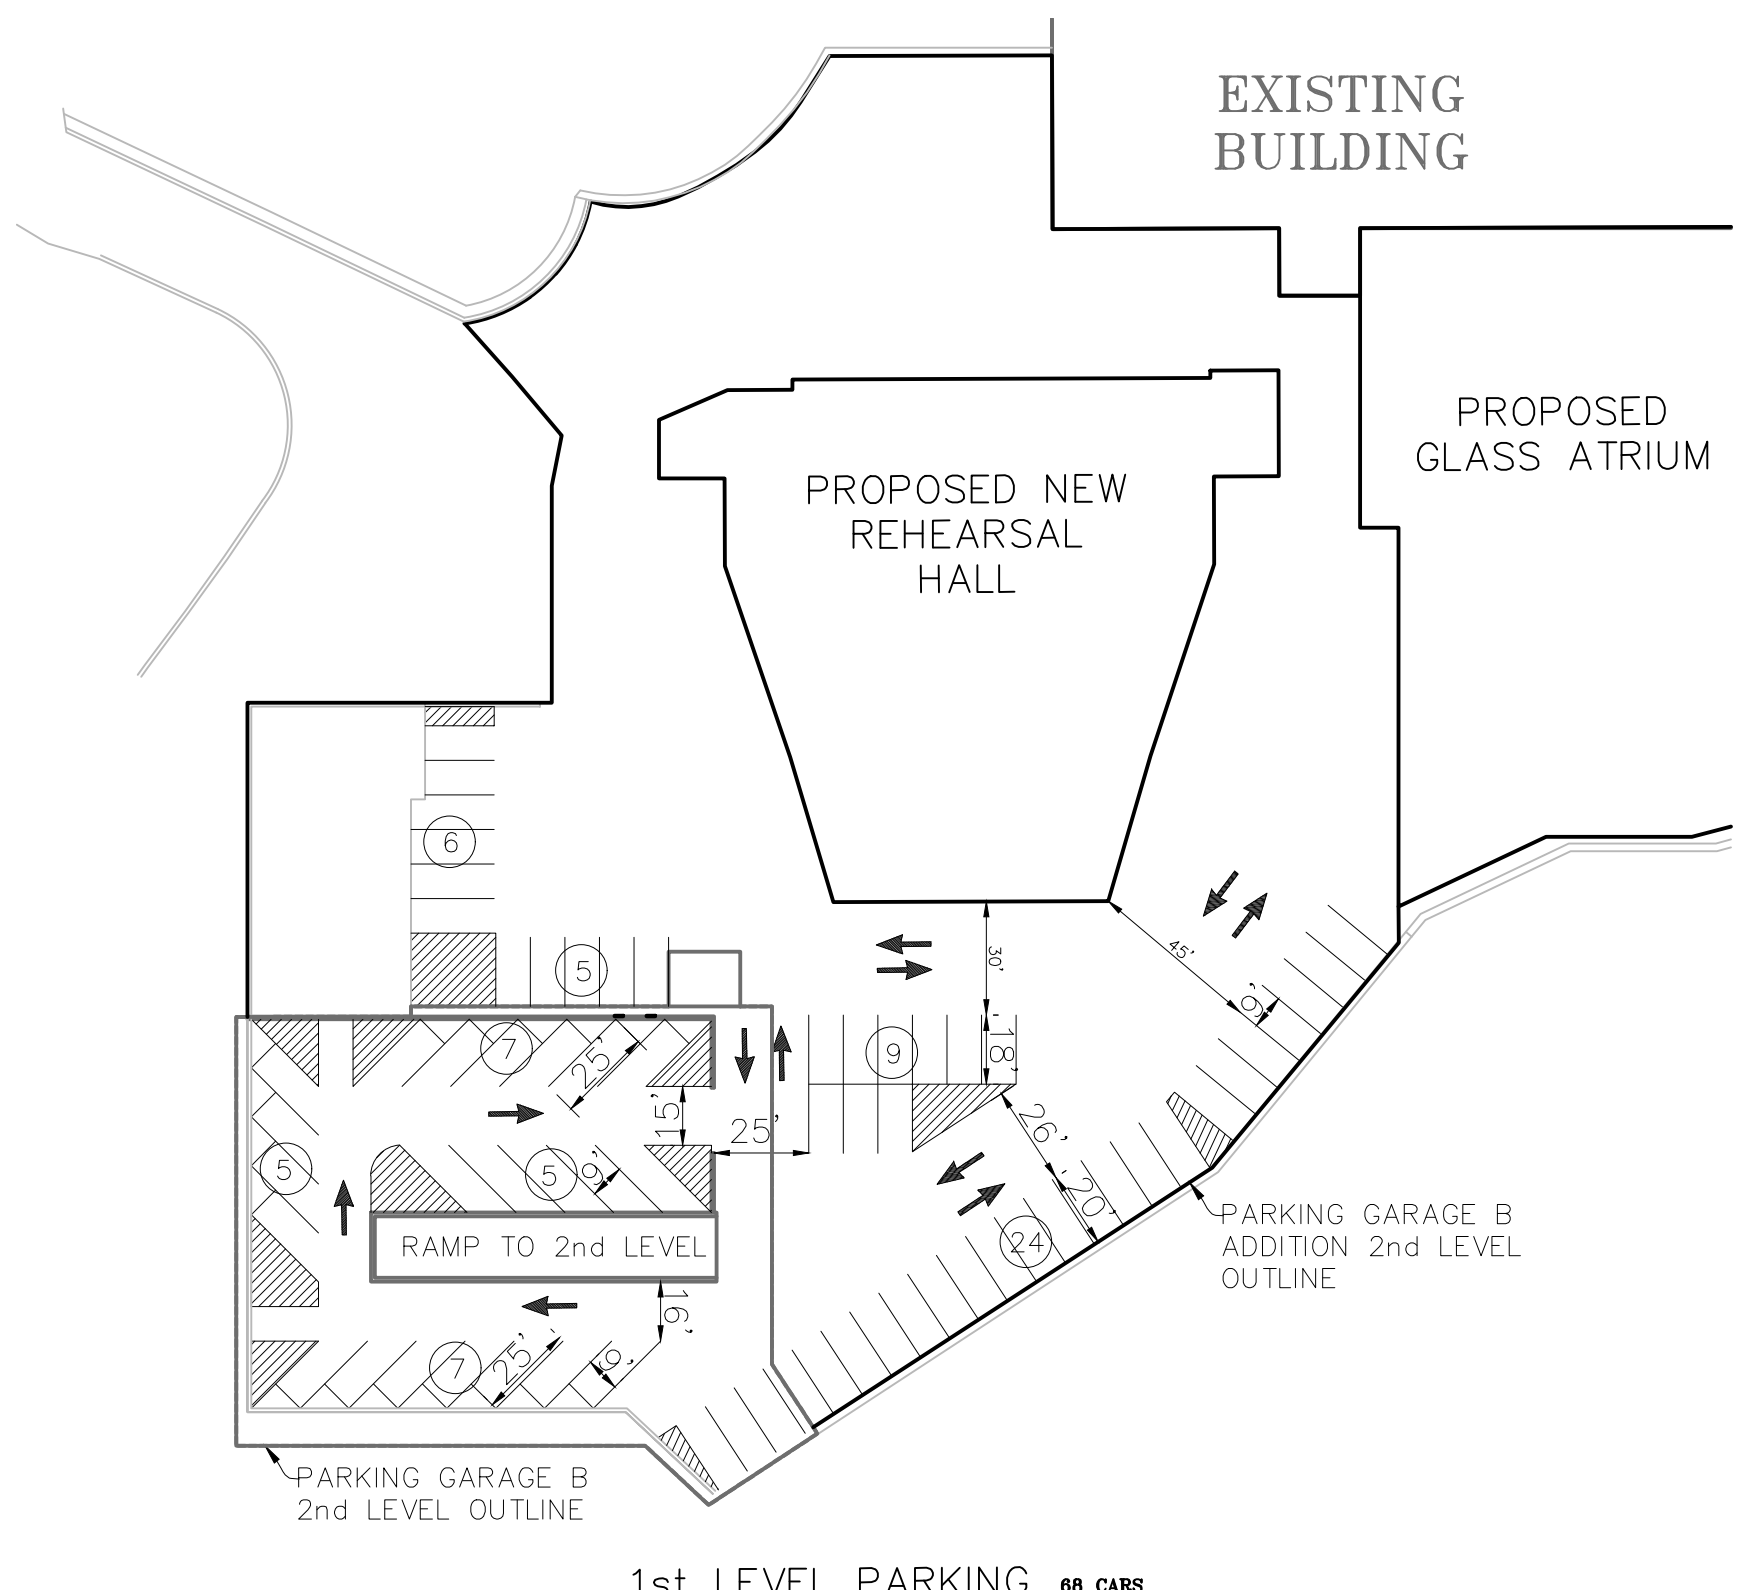 EXISTING
BUILDING
PROPOSED
GLASS ATRIUM
PROPOSED NEW
REHEARSAL
HALL
6
5
30'
45'
9'
7
25'
9
18'
15'
25'
26'
20'
5
5
9'
24
RAMP TO 2nd LEVEL
PARKING GARAGE B
ADDITION 2nd LEVEL
OUTLINE
16'
7
25'
9'
PARKING GARAGE B
2nd LEVEL OUTLINE
1st LEVEL PARKING 68 CARS